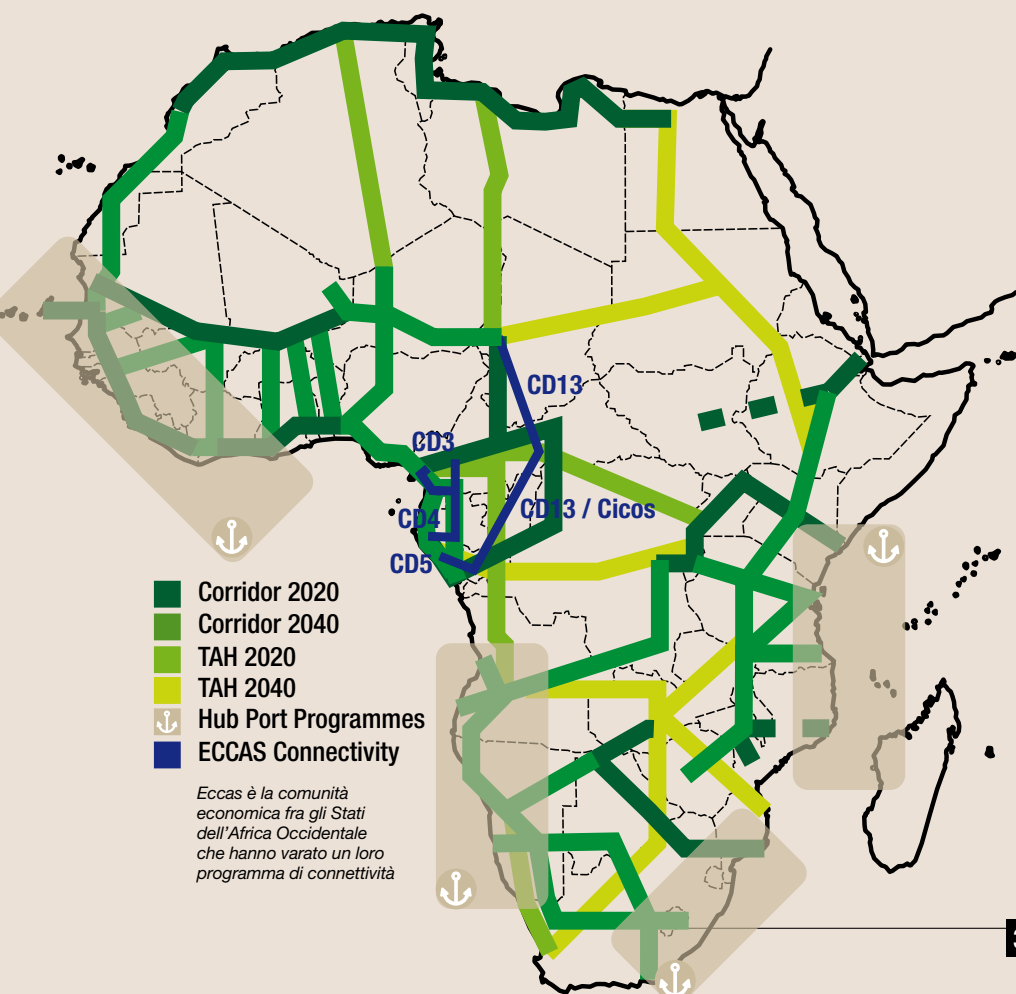 CD13
CD3
CD13 / Cicos
CD4
CD5
Corridor 2020
Corridor 2040
TAH 2020
TAH 2040
Hub Port Programmes
ECCAS Connectivity
Eccas è la comunità
economica fra gli Stati
dell'Africa Occidentale
che hanno varato un loro
programma di connettività